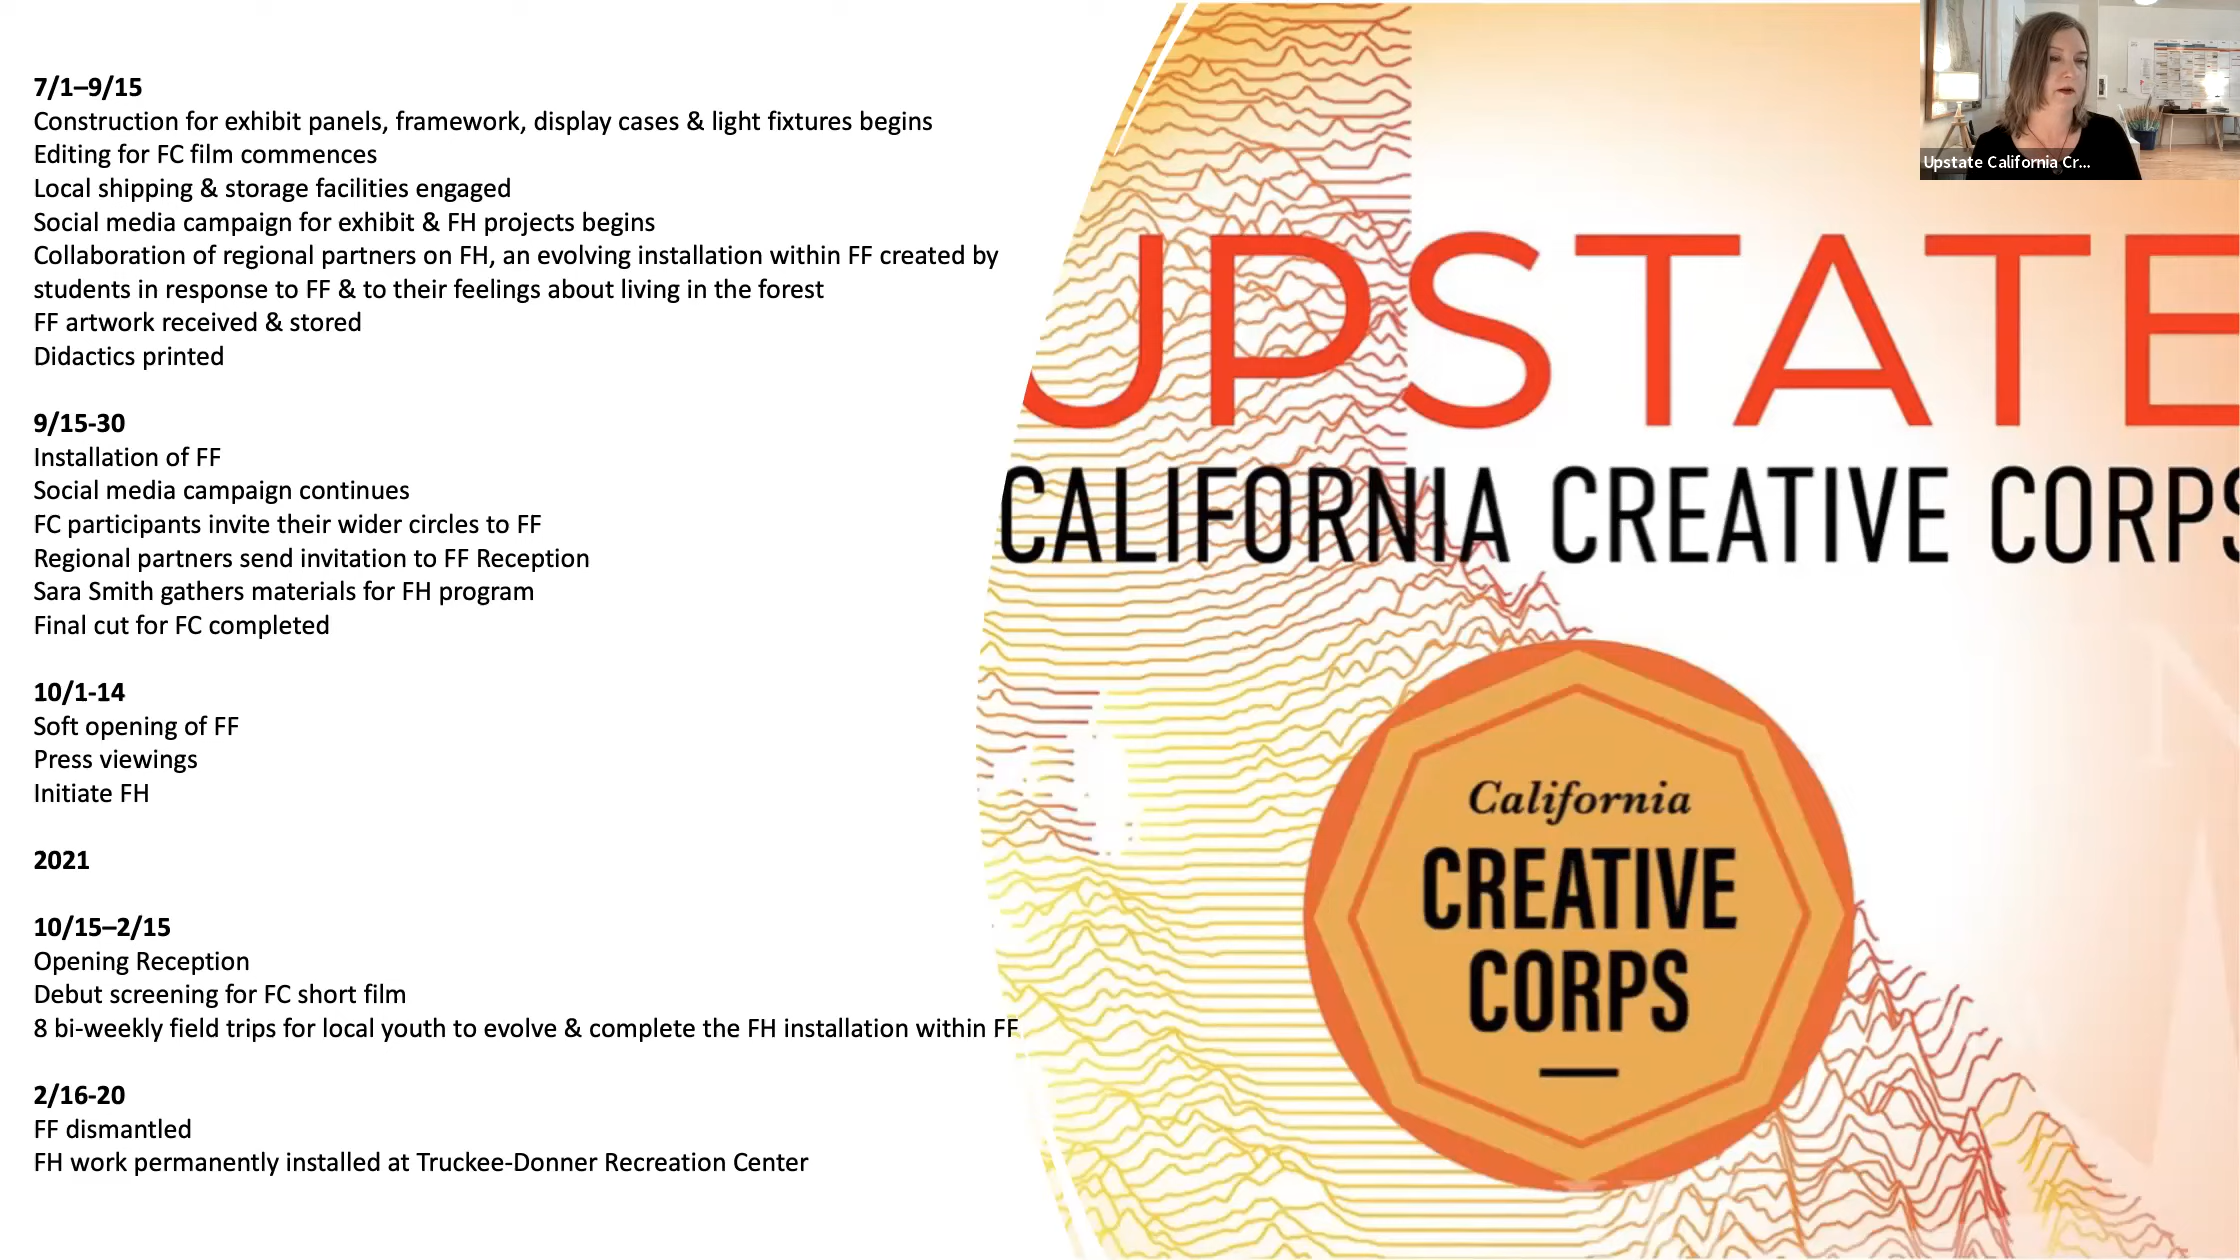 7/1–9/15
Construction for exhibit panels, framework, display cases & light fixtures begins
Editing for FC film commences
Local shipping & storage facilities engaged
Social media campaign for exhibit & FH projects begins
Collaboration of regional partners on FH, an evolving installation within FF created by
students in response to FF & to their feelings about living in the forest
FF artwork received & stored
Didactics printed
9/15-30
Installation of FF
Social media campaign continues
FC participants invite their wider circles to FF
Regional partners send invitation to FF Reception
Sara Smith gathers materials for FH program
Final cut for FC completed
10/1-14
Soft opening of FF
Press viewings
Initiate FH
2021
10/15–2/15
Opening Reception
Debut screening for FC short film
8 bi-weekly field trips for local youth to evolve & complete the FH installation within FF
2/16-20
FF dismantled
FH work permanently installed at Truckee-Donner Recreation Center
UPSTATE
CALIFORNIA CREATIVE CORPS
California
CREATIVE
CORPS
Upstate California Cr...